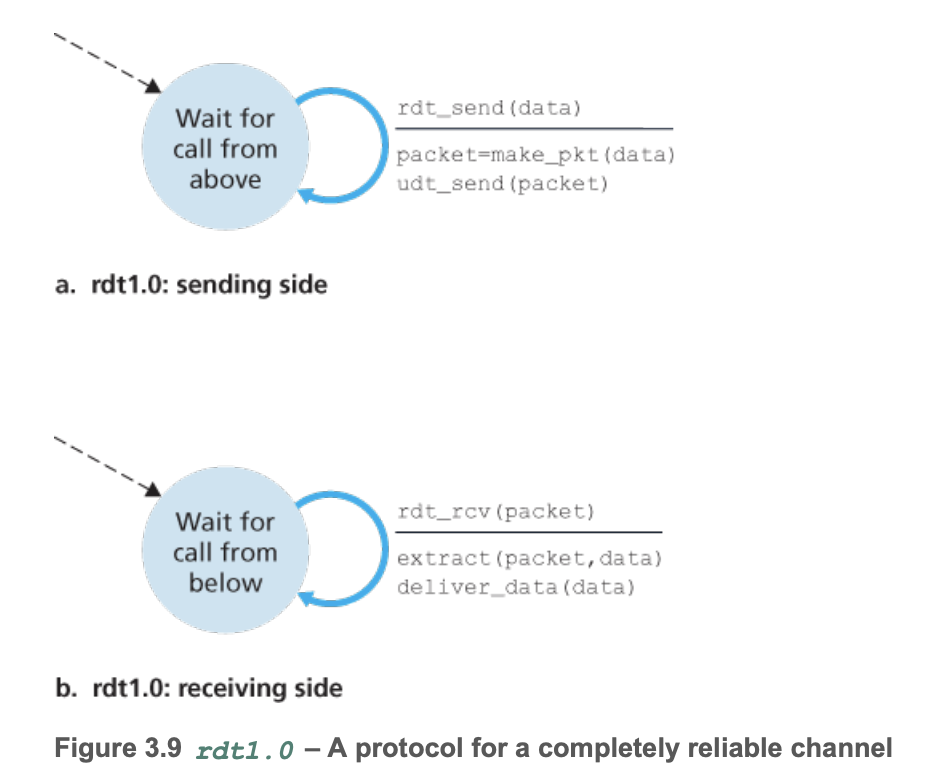 Wait for
call from
above
rdt_send(data)
packet=make_pkt(data)
udt_send(packet)
a. rdt1.0: sending side
Wait for
call from
below
rdt_rcv(packet)
extract(packet,data)
deliver_data(data)
b. rdt1.0: receiving side
Figure 3.9 rdt1.0 – A protocol for a completely reliable channel